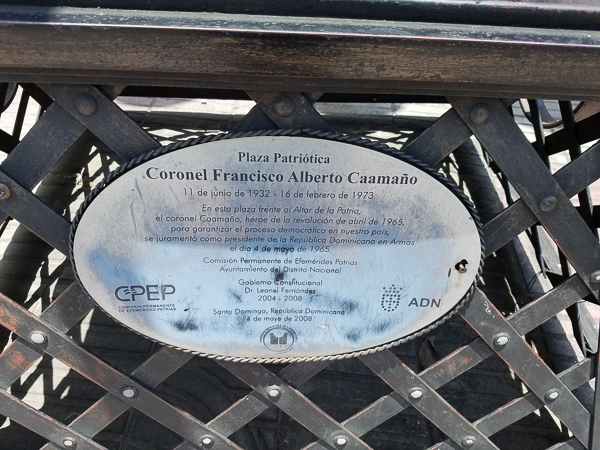 Plaza Patriótica
Coronel Francisco Alberto Caamaño
11 de junio de 1932 - 16 de febrero de 1973
En esta plaza frente al Altar de la Patria,
el coronel Caamaño, héroe de la revolución de abril de 1965,
para garantizar el proceso democrático en nuestro país,
se juramentó como presidente de la República Dominicana en Armas
el día 4 de mayo de 1965
Comisión Permanente de Efemérides Patrias
Ayuntamiento del Distrito Nacional
Gobierno Constitucional
Dr. Leonel Fernández
2004 - 2008
CPEP
COMISIÓN PERMANENTE
DE EFEMÉRIDES PATRIAS
ADN
Santo Domingo, República Dominicana
4 de mayo de 2008